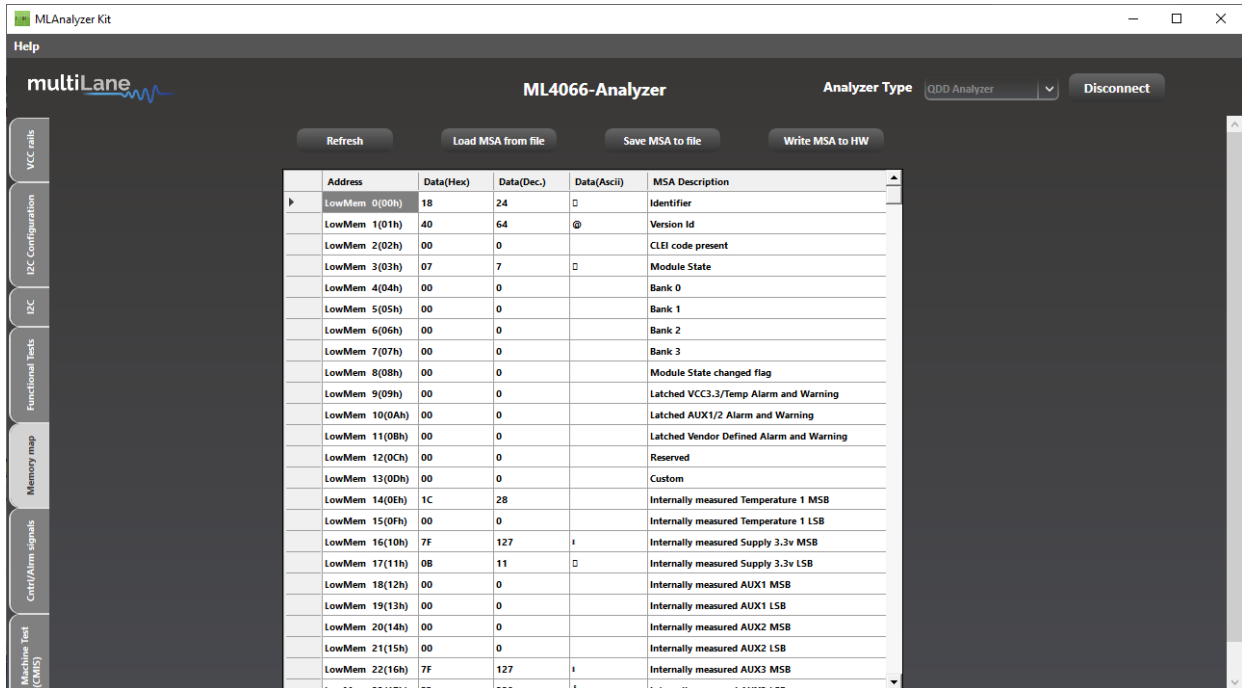 MLAnalyzer Kit
Help
multiLane
ML4066-Analyzer
Analyzer Type QDD Analyzer Disconnect
VCC rails
I2C Configuration
I2C
Functional Tests
Memory map
Cntrl/Alrm signals
Machine Test
(CMIS)
Refresh Load MSA from file Save MSA to file Write MSA to HW
Address Data(Hex) Data(Dec.) Data(Ascii) MSA Description
LowMem 0(00h) 18 24 Identifier
LowMem 1(01h) 40 64 @ Version Id
LowMem 2(02h) 00 0 CLEI code present
LowMem 3(03h) 07 7 Module State
LowMem 4(04h) 00 0 Bank 0
LowMem 5(05h) 00 0 Bank 1
LowMem 6(06h) 00 0 Bank 2
LowMem 7(07h) 00 0 Bank 3
LowMem 8(08h) 00 0 Module State changed flag
LowMem 9(09h) 00 0 Latched VCC3.3/Temp Alarm and Warning
LowMem 10(0Ah) 00 0 Latched AUX1/2 Alarm and Warning
LowMem 11(0Bh) 00 0 Latched Vendor Defined Alarm and Warning
LowMem 12(0Ch) 00 0 Reserved
LowMem 13(0Dh) 00 0 Custom
LowMem 14(0Eh) 1C 28 Internally measured Temperature 1 MSB
LowMem 15(0Fh) 00 0 Internally measured Temperature 1 LSB
LowMem 16(10h) 7F 127 Internally measured Supply 3.3v MSB
LowMem 17(11h) 0B 11 Internally measured Supply 3.3v LSB
LowMem 18(12h) 00 0 Internally measured AUX1 MSB
LowMem 19(13h) 00 0 Internally measured AUX1 LSB
LowMem 20(14h) 00 0 Internally measured AUX2 MSB
LowMem 21(15h) 00 0 Internally measured AUX2 LSB
LowMem 22(16h) 7F 127 Internally measured AUX3 MSB